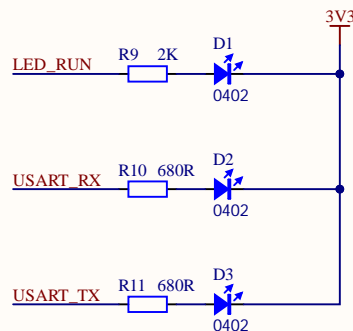 3V3
R9 2K D1
LED_RUN
0402
R10 680R D2
USART_RX
0402
R11 680R D3
USART_TX
0402